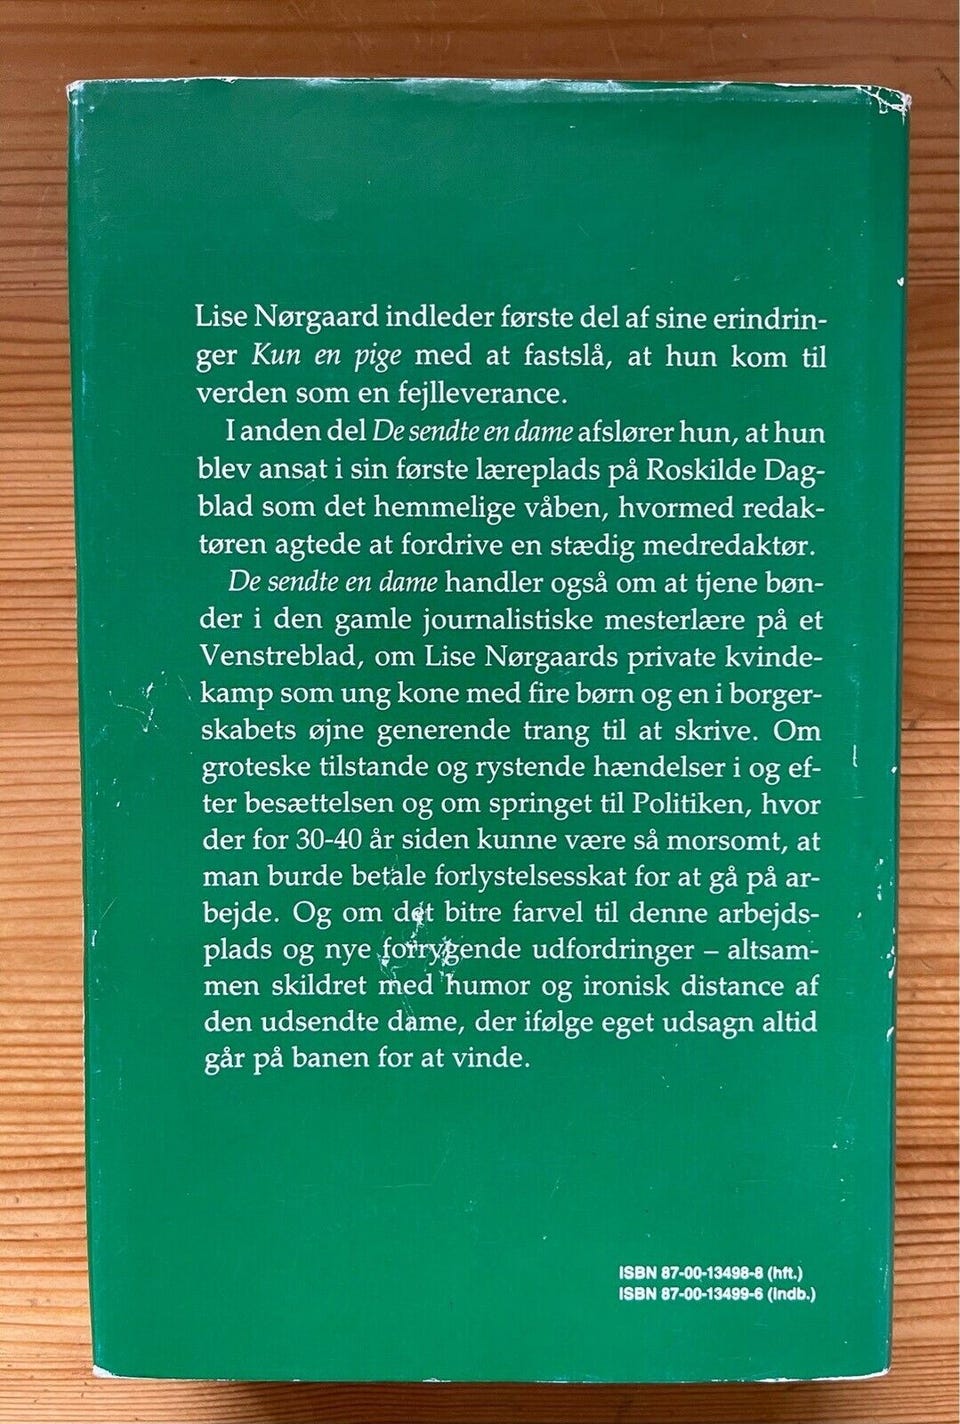 Lise Nørgaard indleder første del af sine erindrin-
ger Kun en pige med at fastslå, at hun kom til
verden som en fejlleverance.
I anden del De sendte en dame afslører hun, at hun
blev ansat i sin første læreplads på Roskilde Dag-
blad som det hemmelige våben, hvormed redak-
tøren agtede at fordrive en stædig medredaktør.
De sendte en dame handler også om at tjene bøn-
der i den gamle journalistiske mesterlære på et
Venstreblad, om Lise Nørgaards private kvinde-
kamp som ung kone med fire børn og en i borger-
skabets øjne generende trang til at skrive. Om
groteske tilstande og rystende hændelser i og ef-
ter besættelsen og om springet til Politiken, hvor
der for 30-40 år siden kunne være så morsomt, at
man burde betale forlystelsesskat for at gå på ar-
bejde. Og om det bitre farvel til denne arbejds-
plads og nye forrygende udfordringer – altsam-
men skildret med humor og ironisk distance af
den udsendte dame, der ifølge eget udsagn altid
går på banen for at vinde.
ISBN 87-00-13498-8 (hft.)
ISBN 87-00-13499-6 (indb.)